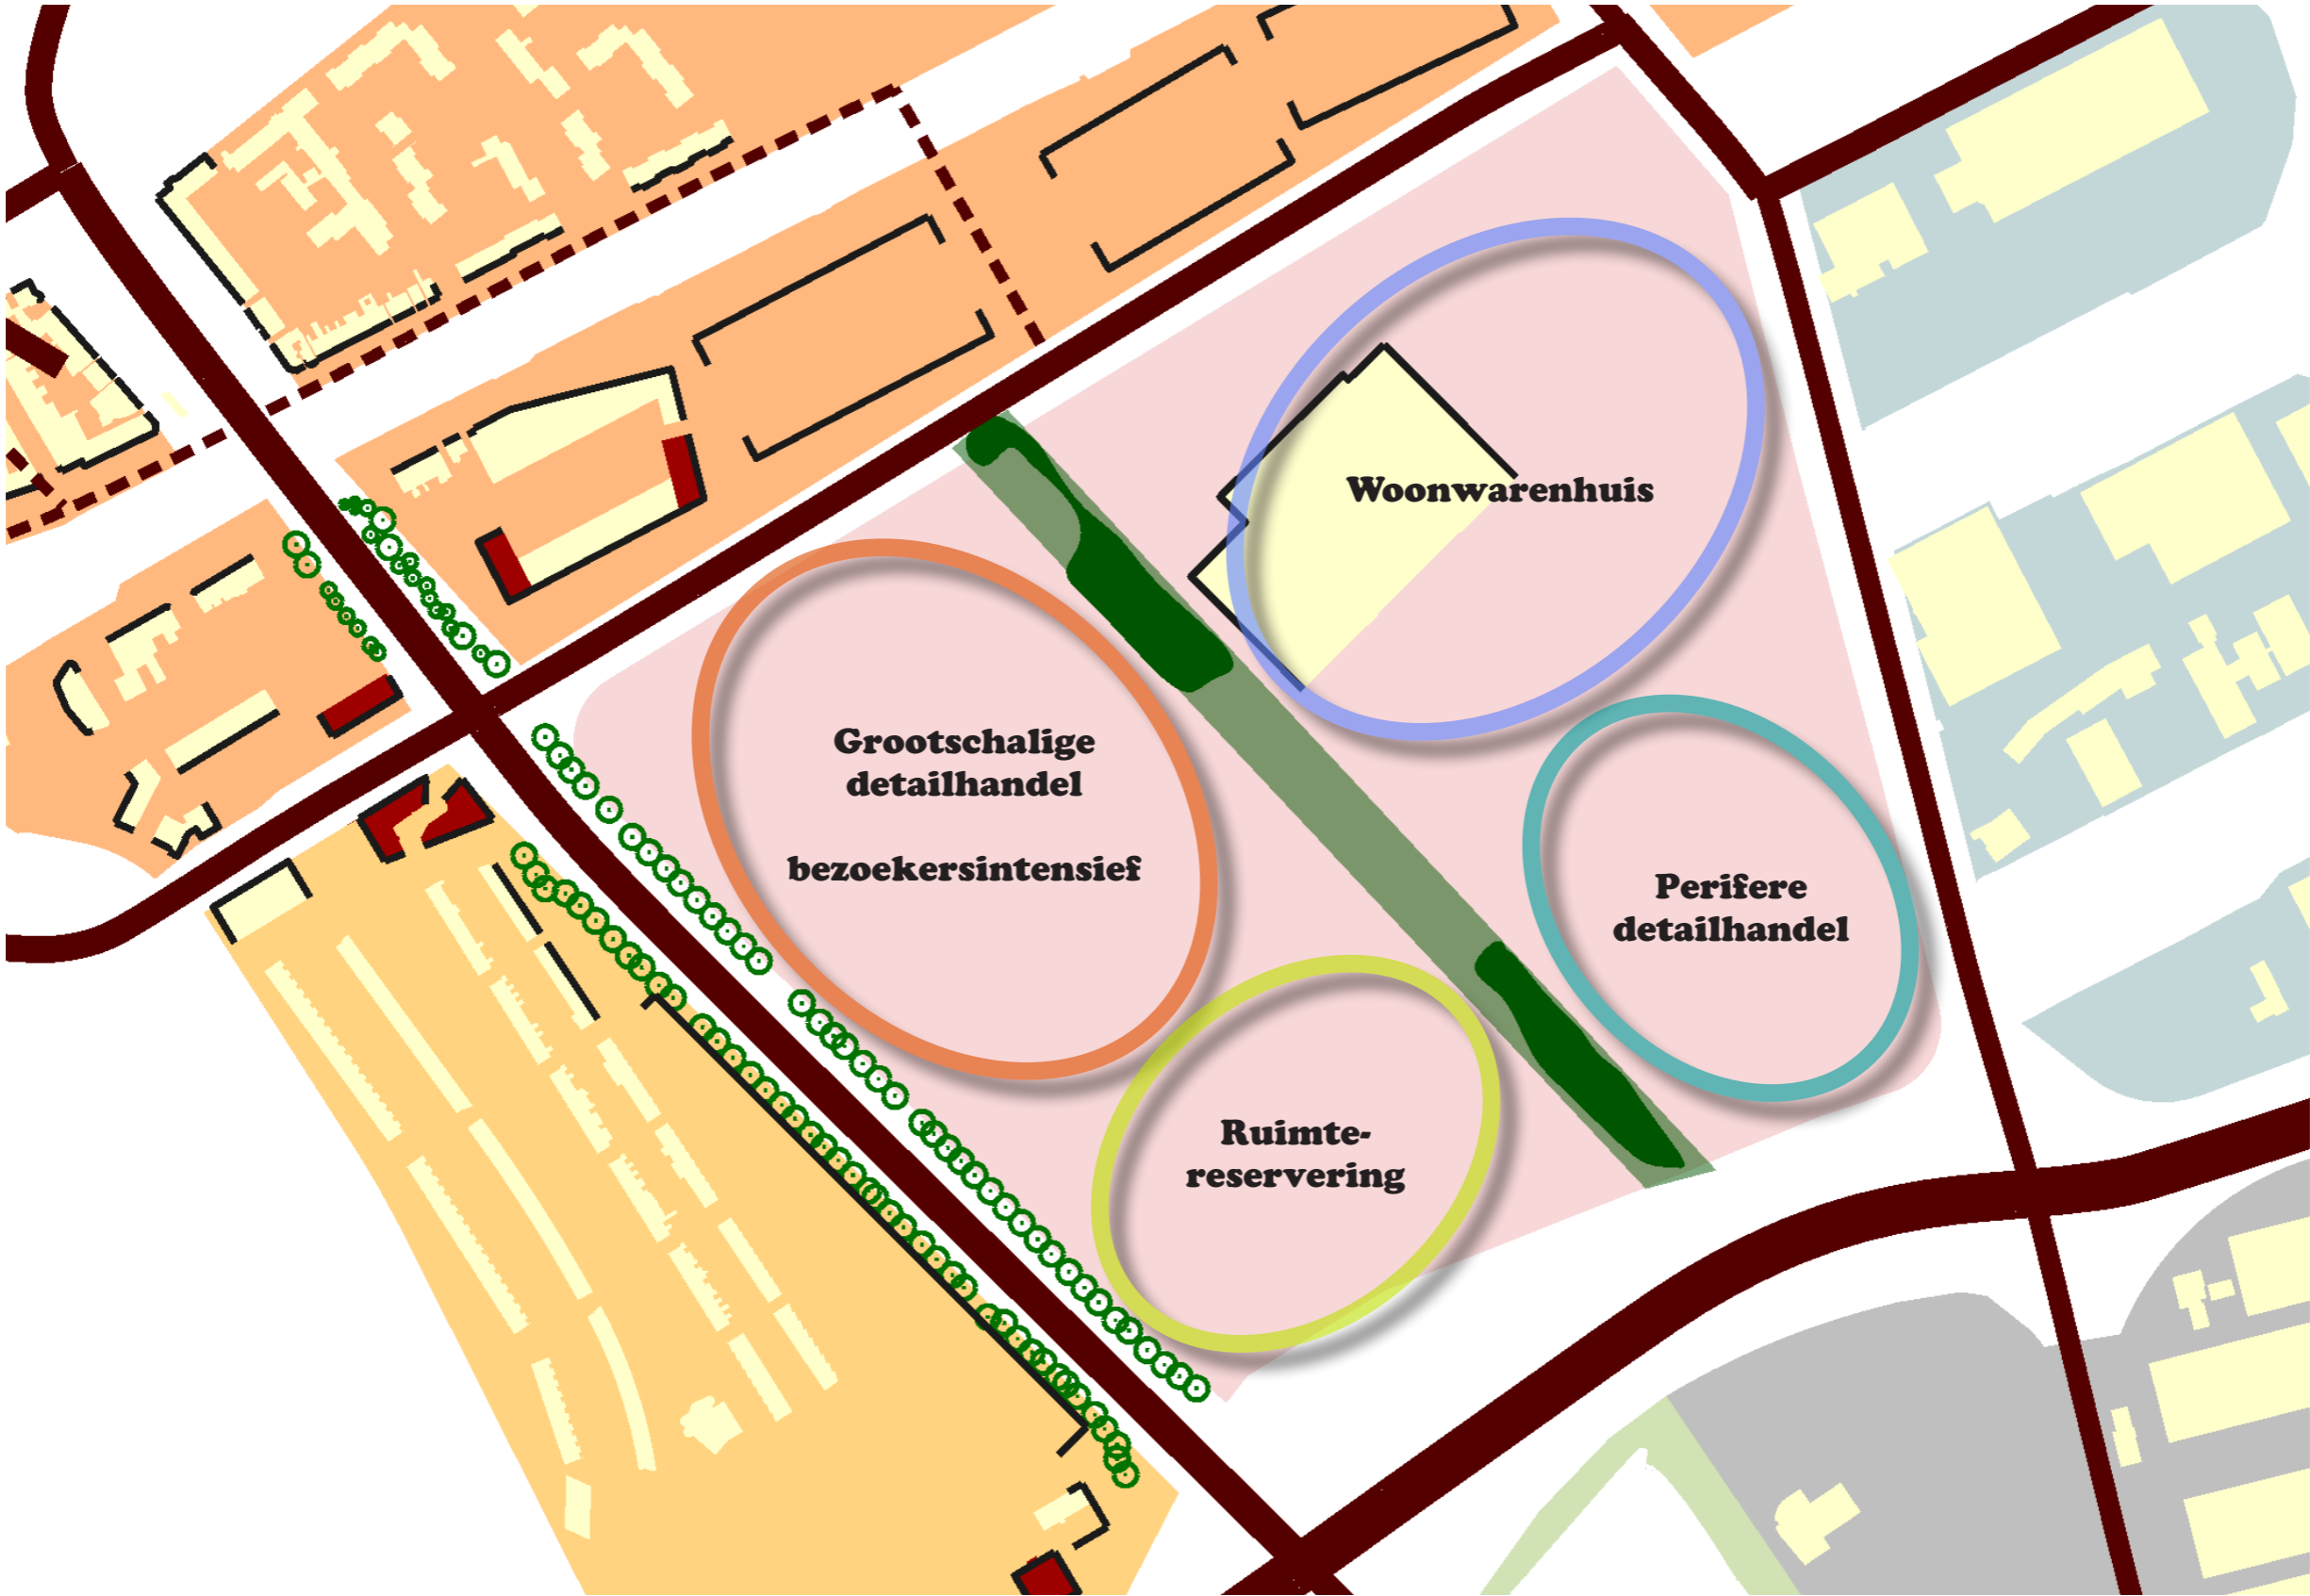 Woonwarenhuis
Grootschalige
detailhandel
bezoekersintensief
Perifere
detailhandel
Ruimte-
reservering